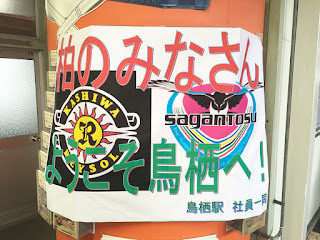 柏のみなさん
KASHIWA
R
REYSOL
sagantosu
ようこそ鳥栖へ!
鳥栖駅 社員一同